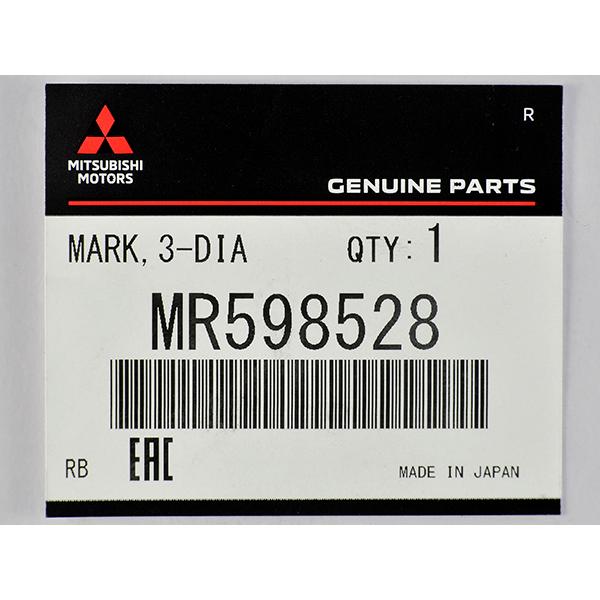 R
MITSUBISHI
MOTORS
GENUINE PARTS
MARK, 3-DIA QTY: 1
MR598528
RB EAC MADE IN JAPAN